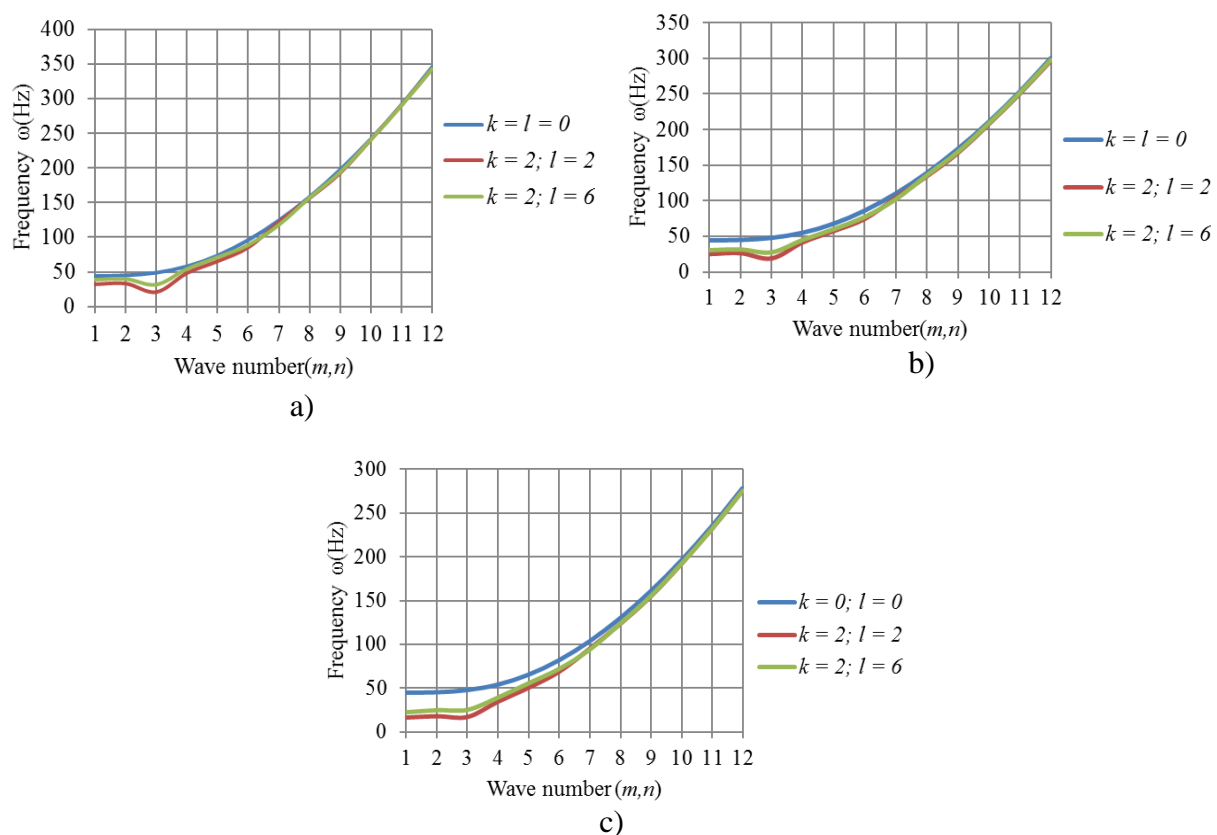 400
350
300
250
200
150
100
50
0
Frequency ω(Hz)
1 2 3 4 5 6 7 8 9 10 11 12
Wave number(m,n)
k = l = 0
k = 2; l = 2
k = 2; l = 6
a)
350
300
250
200
150
100
50
0
Frequency ω(Hz)
1 2 3 4 5 6 7 8 9 10 11 12
Wave number(m,n)
k = l = 0
k = 2; l = 2
k = 2; l = 6
b)
300
250
200
150
100
50
0
Frequency ω(Hz)
1 2 3 4 5 6 7 8 9 10 11 12
Wave number (m,n)
k = 0; l = 0
k = 2; l = 2
k = 2; l = 6
c)